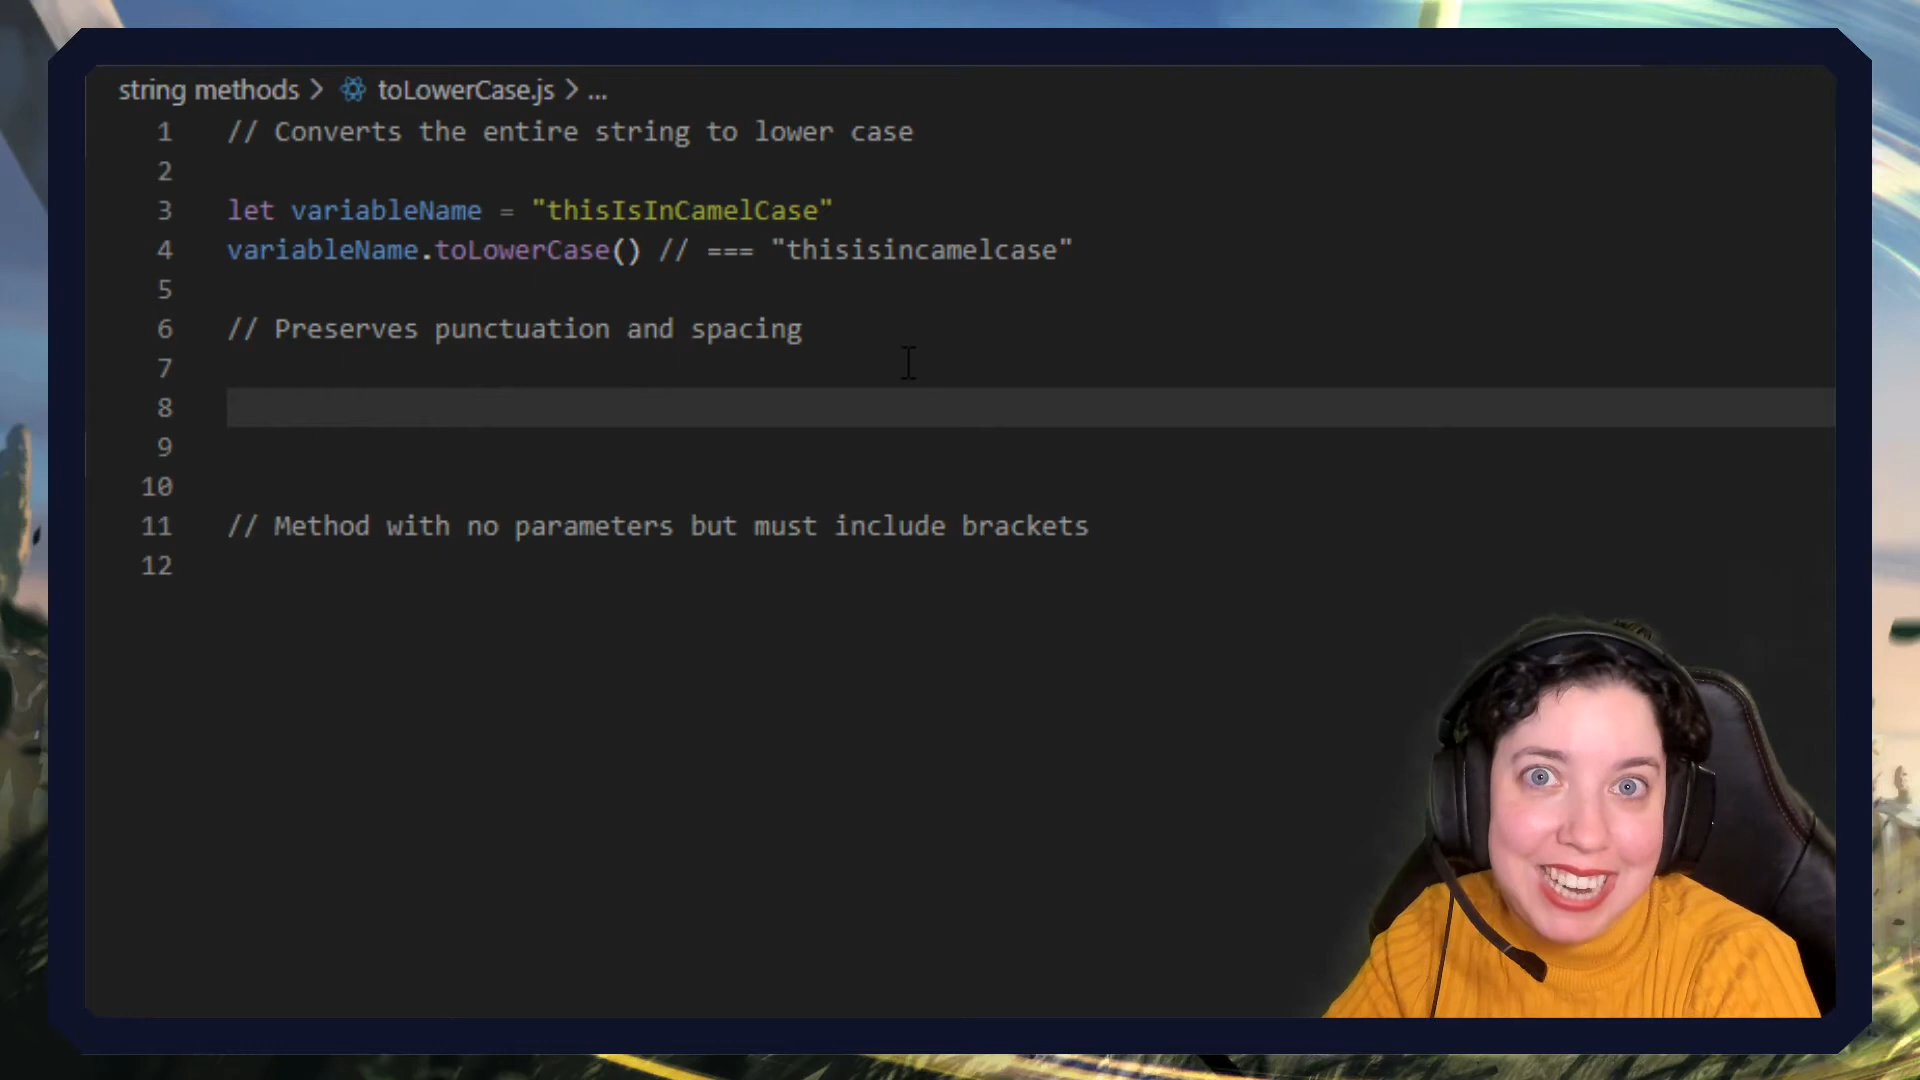 string methods > toLowerCase.js > ...
1 // Converts the entire string to lower case
2
3 let variableName = "thisIsInCamelCase"
4 variableName.toLowerCase() // === "thisisincamelcase"
5
6 // Preserves punctuation and spacing
7
8
9
10
11 // Method with no parameters but must include brackets
12